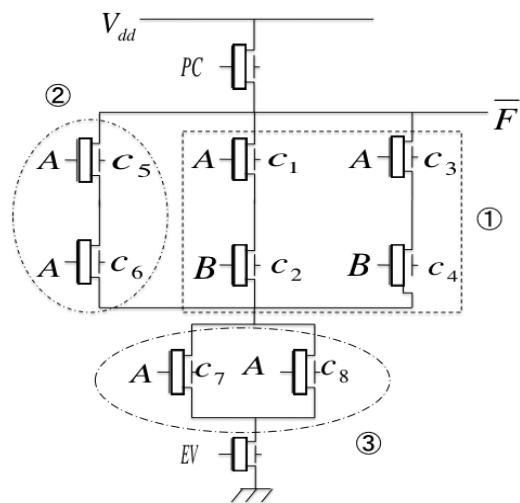 V_dd
PC
② F̅
A c₅ A c₁ A c₃
①
A c₆ B c₂ B c₄
A c₇ A c₈
EV ③